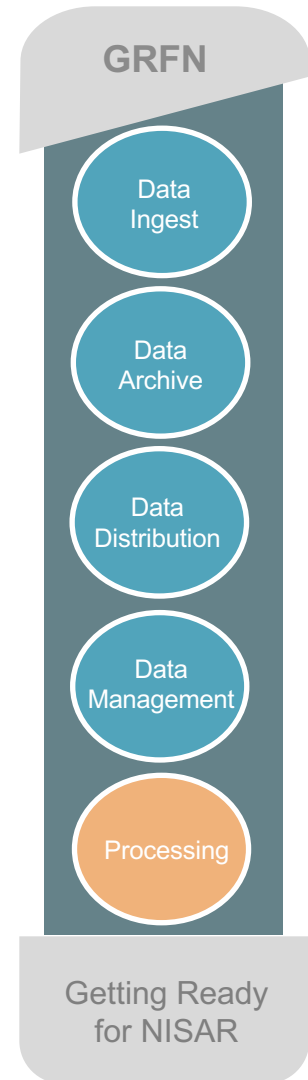 GRFN
Data
Ingest
Data
Archive
Data
Distribution
Data
Management
Processing
Getting Ready
for NISAR